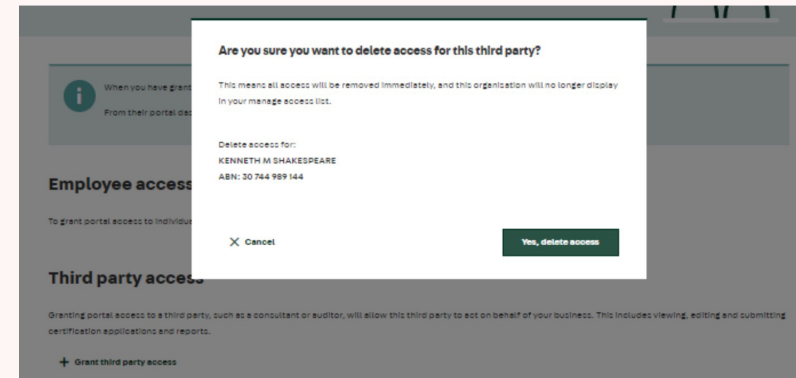 Are you sure you want to delete access for this third party?
This means all access will be removed immediately, and this organisation will no longer display
in your manage access list.
Delete access for:
KENNETH M SHAKESPEARE
ABN: 30 744 989 144
Cancel
Yes, delete access
When you have grant
From their portal das
Employee access
To grant portal access to individue
Third party access
Granting portal access to a third party, such as a consultant or auditor, will allow this third party to act on behalf of your business. This includes viewing, editing and submitting
certification applications and reports.
Grant third party access